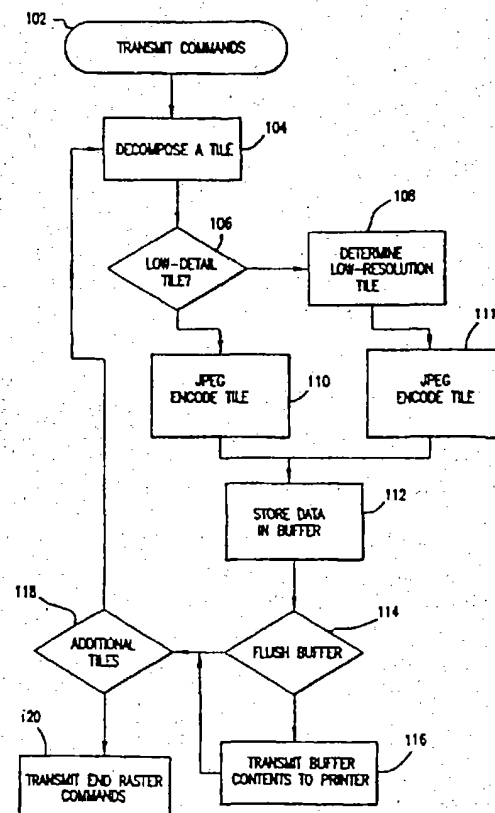 102
TRANSMIT COMMANDS
104
DECOMPOSE A TILE
106
LOW-DETAIL
TILE?
108
DETERMINE
LOW-RESOLUTION
TILE
110
JPEG
ENCODE TILE
111
JPEG
ENCODE TILE
112
STORE DATA
IN BUFFER
114
FLUSH BUFFER
118
ADDITIONAL
TILES
116
TRANSMIT BUFFER
CONTENTS TO PRINTER
120
TRANSMIT END RASTER
COMMANDS